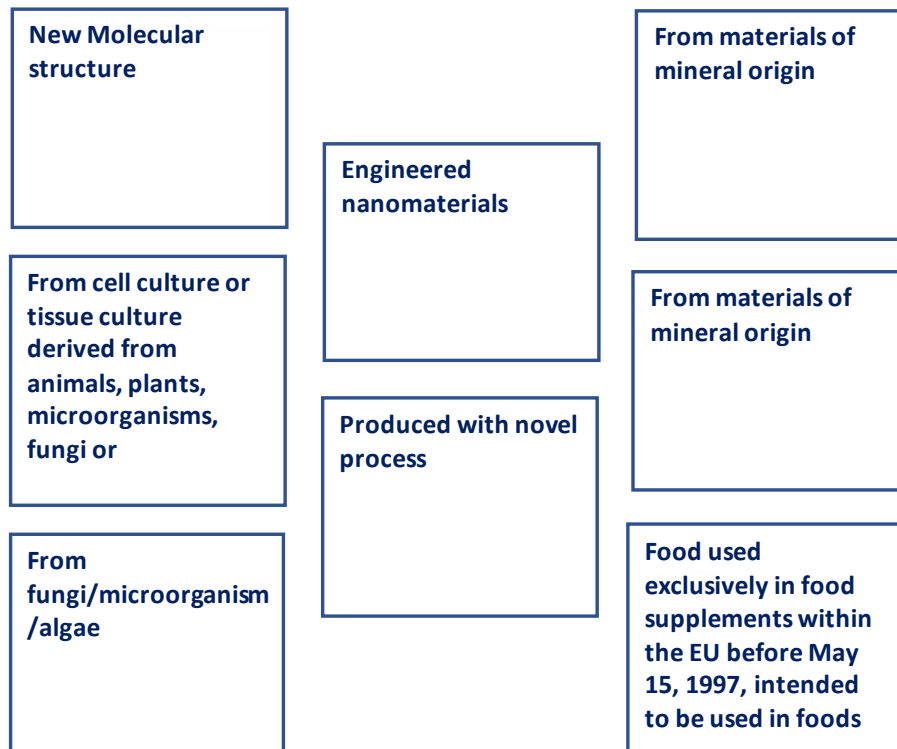 New Molecular
structure
From materials of
mineral origin
Engineered
nanomaterials
From cell culture or
tissue culture
derived from
animals, plants,
microorganisms,
fungi or
From materials of
mineral origin
Produced with novel
process
From
fungi/microorganism
/algae
Food used
exclusively in food
supplements within
the EU before May
15, 1997, intended
to be used in foods